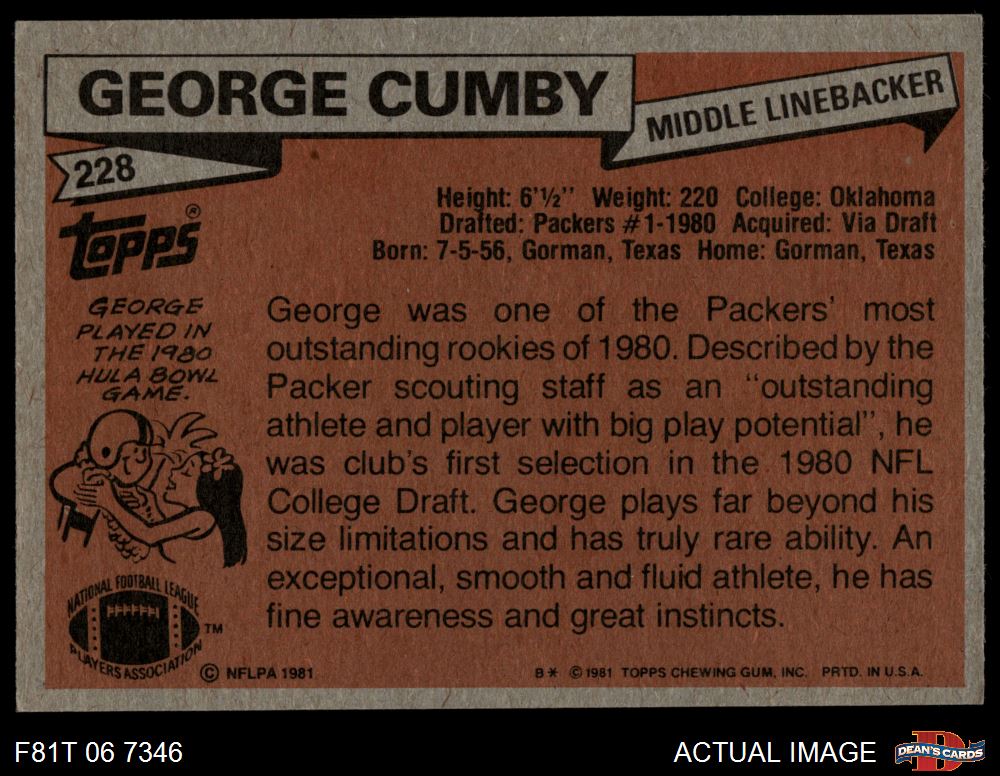 GEORGE CUMBY
MIDDLE LINEBACKER
228
TOPPS®
Height: 6'½'' Weight: 220 College: Oklahoma
Drafted: Packers #1-1980 Acquired: Via Draft
Born: 7-5-56, Gorman, Texas Home: Gorman, Texas
GEORGE
PLAYED IN
THE 1980
HULA BOWL
GAME.
George was one of the Packers' most
outstanding rookies of 1980. Described by the
Packer scouting staff as an "outstanding
athlete and player with big play potential", he
was club's first selection in the 1980 NFL
College Draft. George plays far beyond his
size limitations and has truly rare ability. An
exceptional, smooth and fluid athlete, he has
fine awareness and great instincts.
NATIONAL FOOTBALL LEAGUE
PLAYERS ASSOCIATION
TM
© NFLPA 1981
B* ©1981 TOPPS CHEWING GUM, INC. PRTD. IN U.S.A.
F81T 06 7346
ACTUAL IMAGE
D
DEAN'S CARDS